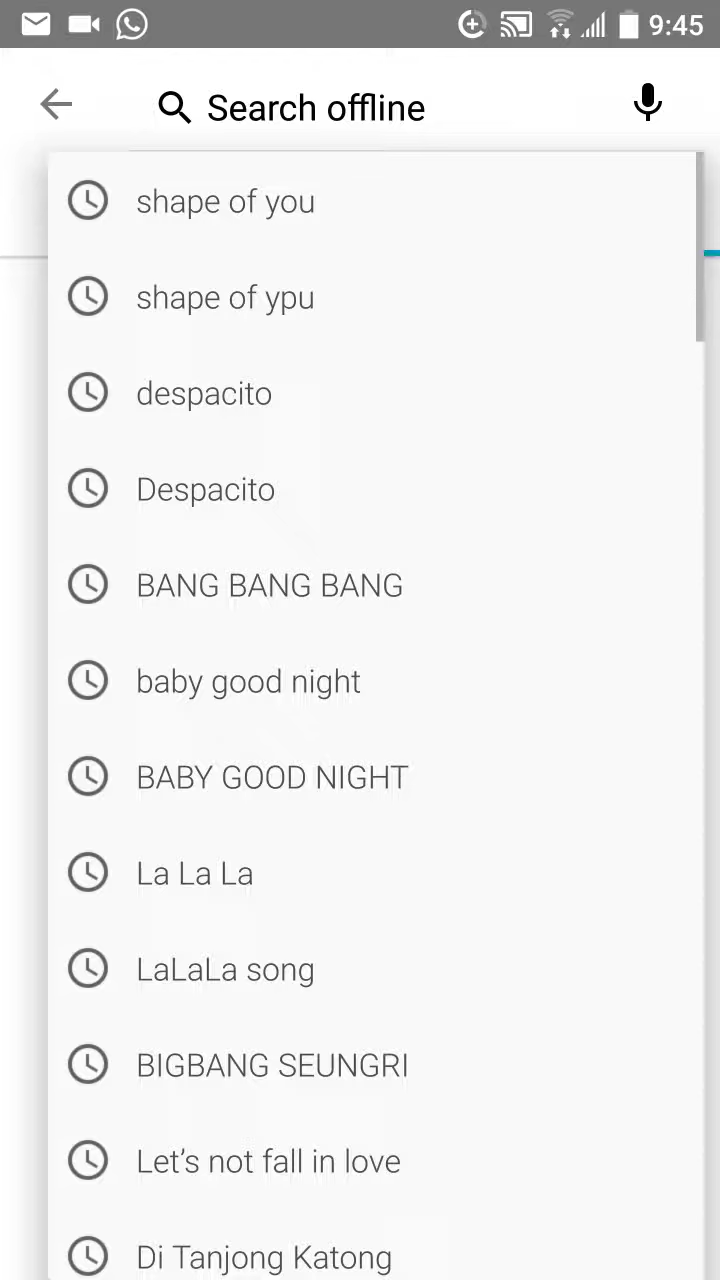 9:45
Search offline
shape of you
shape of ypu
despacito
Despacito
BANG BANG BANG
baby good night
BABY GOOD NIGHT
La La La
LaLaLa song
BIGBANG SEUNGRI
Let's not fall in love
Di Tanjong Katong